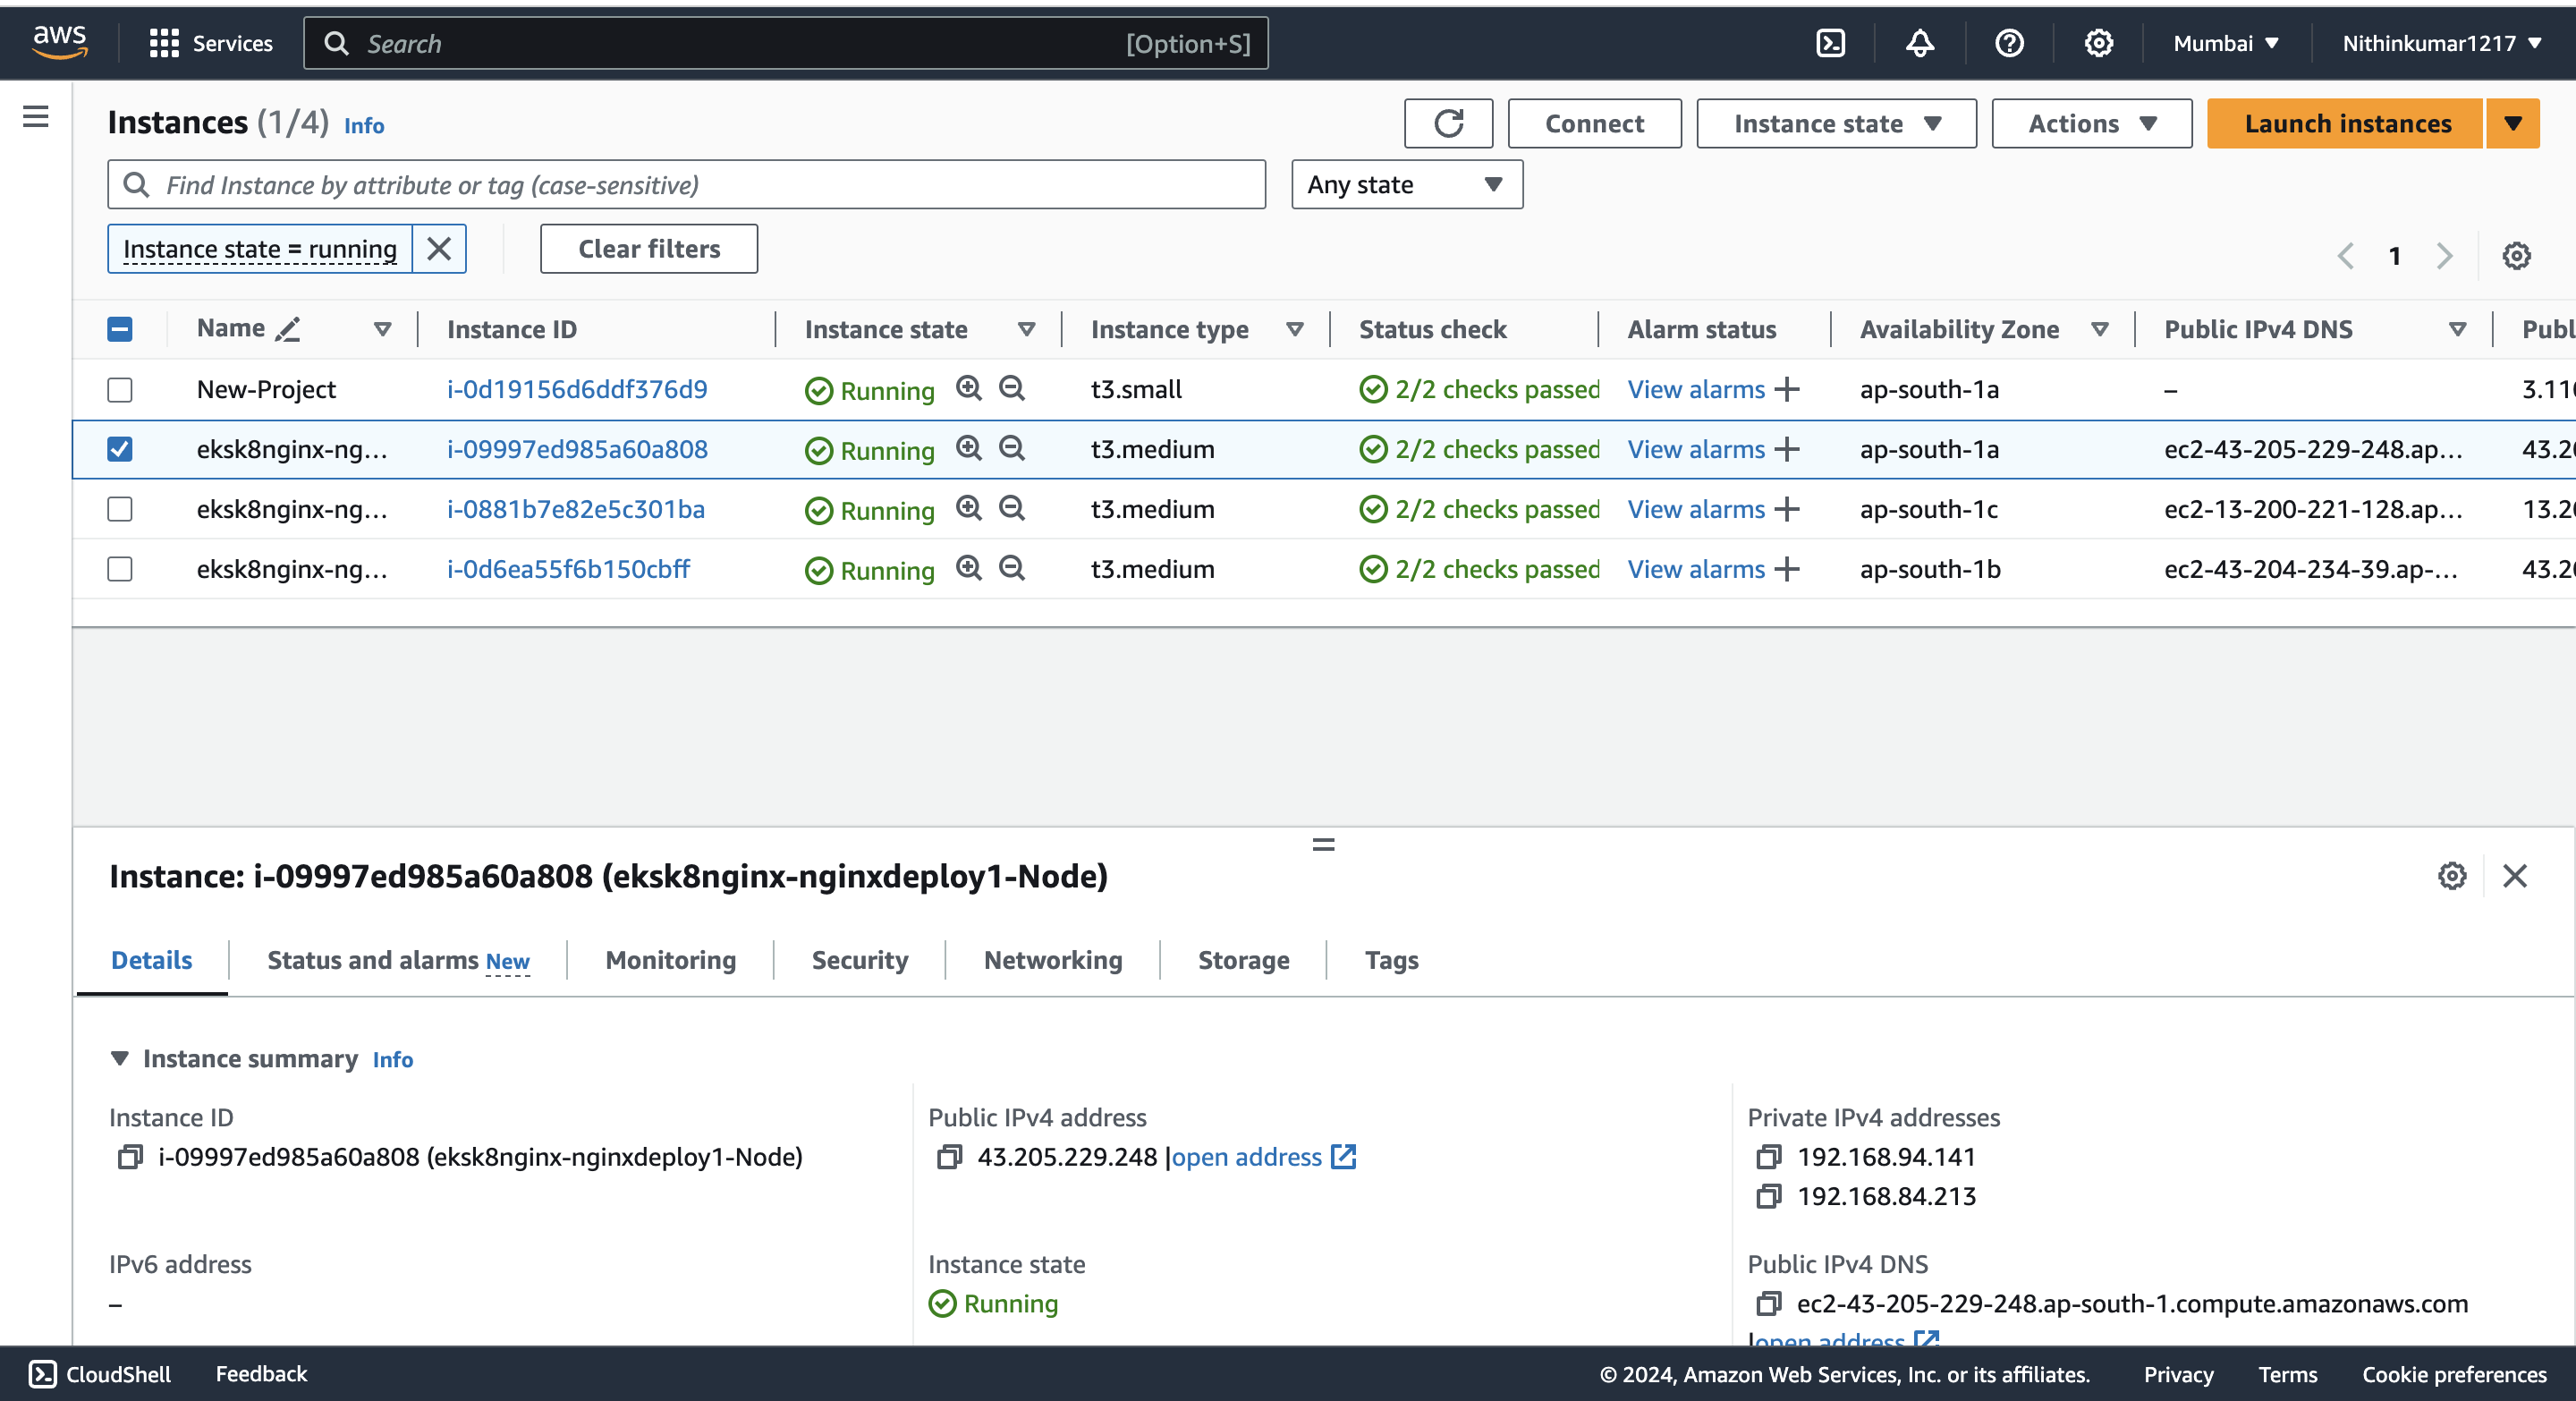 aws Services Search [Option+S] Mumbai Nithinkumar1217
Instances (1/4) Info Connect Instance state Actions Launch instances
Find Instance by attribute or tag (case-sensitive) Any state
Instance state = running Clear filters 1
Name Instance ID Instance state Instance type Status check Alarm status Availability Zone Public IPv4 DNS Publ
New-Project i-0d19156d6ddf376d9 Running t3.small 2/2 checks passed View alarms + ap-south-1a – 3.110
eksk8nginx-ng... i-09997ed985a60a808 Running t3.medium 2/2 checks passed View alarms + ap-south-1a ec2-43-205-229-248.ap... 43.20
eksk8nginx-ng... i-0881b7e82e5c301ba Running t3.medium 2/2 checks passed View alarms + ap-south-1c ec2-13-200-221-128.ap... 13.20
eksk8nginx-ng... i-0d6ea55f6b150cbff Running t3.medium 2/2 checks passed View alarms + ap-south-1b ec2-43-204-234-39.ap-... 43.20
Instance: i-09997ed985a60a808 (eksk8nginx-nginxdeploy1-Node)
Details Status and alarms New Monitoring Security Networking Storage Tags
Instance summary Info
Instance ID Public IPv4 address Private IPv4 addresses
i-09997ed985a60a808 (eksk8nginx-nginxdeploy1-Node) 43.205.229.248 |open address 192.168.94.141
192.168.84.213
IPv6 address Instance state Public IPv4 DNS
– Running ec2-43-205-229-248.ap-south-1.compute.amazonaws.com
|open address
CloudShell Feedback © 2024, Amazon Web Services, Inc. or its affiliates. Privacy Terms Cookie preferences